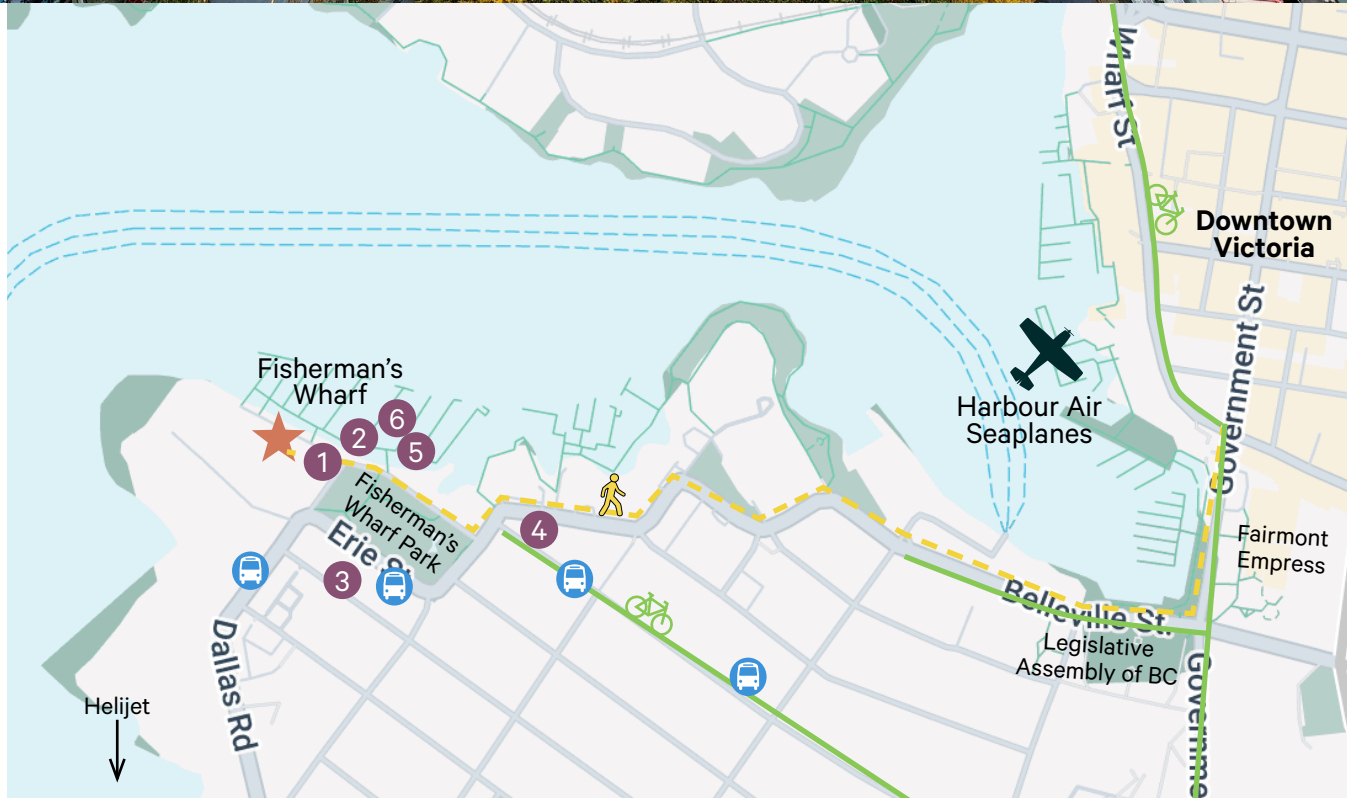 Wharf St
Downtown
Victoria
Government St
Fisherman's
Wharf
6
2
5
1
Harbour Air
Seaplanes
Fisherman's
Wharf Park
4
Fairmont
Empress
Erie St
3
Belleville St.
Legislative
Assembly of BC
Dallas Rd
Governme
Helijet